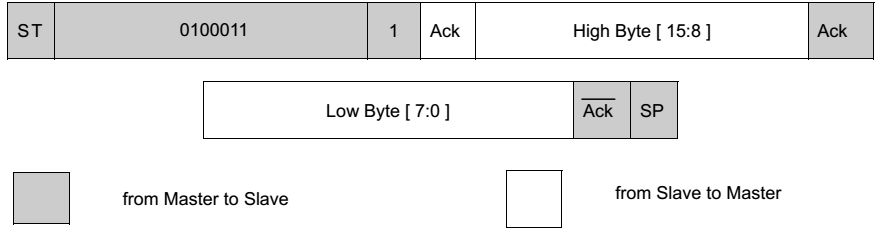 ST 0100011 1 Ack High Byte [ 15:8 ] Ack
Low Byte [ 7:0 ] A̅c̅k̅ SP
from Master to Slave from Slave to Master